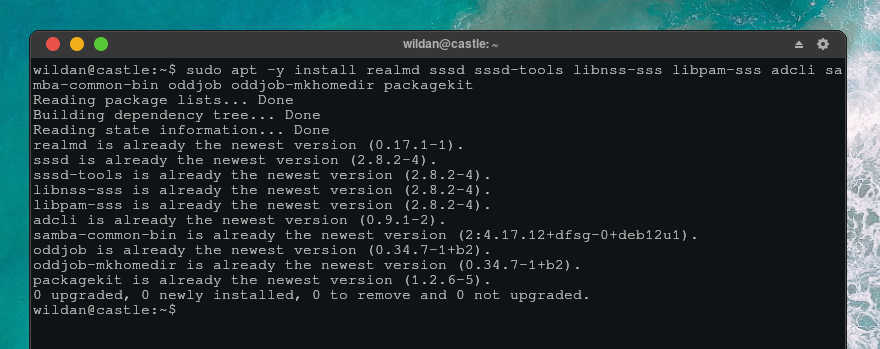 wildan@castle: ~
wildan@castle:~$ sudo apt -y install realmd sssd sssd-tools libnss-sss libpam-sss adcli sa
mba-common-bin oddjob oddjob-mkhomedir packagekit
Reading package lists... Done
Building dependency tree... Done
Reading state information... Done
realmd is already the newest version (0.17.1-1).
sssd is already the newest version (2.8.2-4).
sssd-tools is already the newest version (2.8.2-4).
libnss-sss is already the newest version (2.8.2-4).
libpam-sss is already the newest version (2.8.2-4).
adcli is already the newest version (0.9.1-2).
samba-common-bin is already the newest version (2:4.17.12+dfsg-0+deb12u1).
oddjob is already the newest version (0.34.7-1+b2).
oddjob-mkhomedir is already the newest version (0.34.7-1+b2).
packagekit is already the newest version (1.2.6-5).
0 upgraded, 0 newly installed, 0 to remove and 0 not upgraded.
wildan@castle:~$